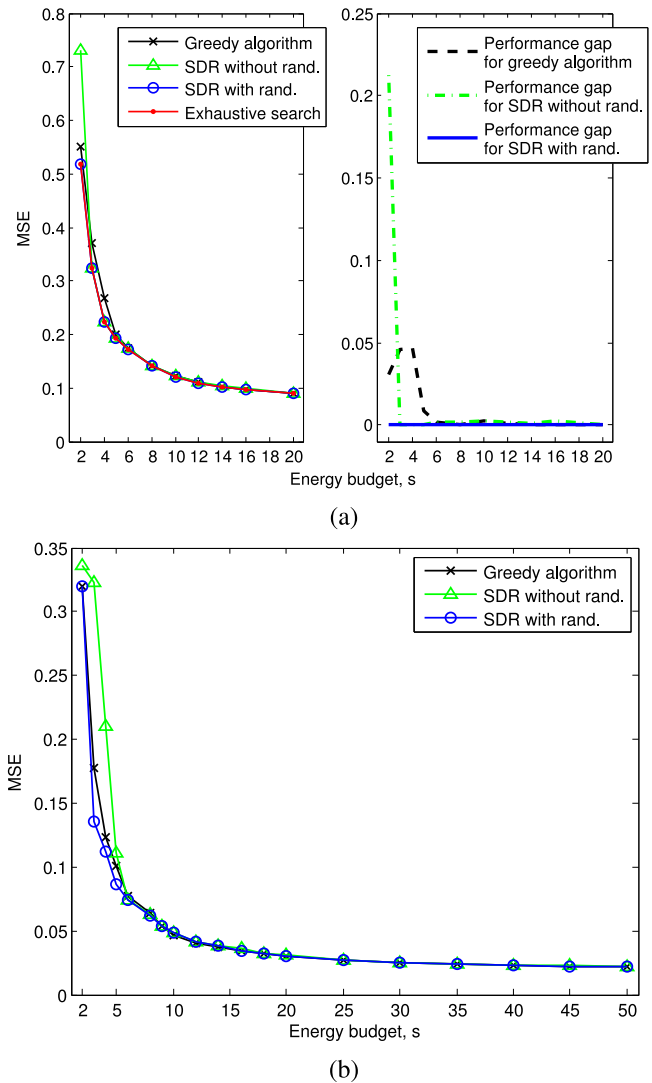 0.8
0.7
0.6
0.5
0.4
0.3
0.2
0.1
0
MSE
2 4 6 8 10 12 14 16 18 20
Energy budget, s
Greedy algorithm
SDR without rand.
SDR with rand.
Exhaustive search
0.25
0.2
0.15
0.1
0.05
0
2 4 6 8 10 12 14 16 18 20
Energy budget, s
Performance gap
for greedy algorithm
Performance gap
for SDR without rand.
Performance gap
for SDR with rand.
(a)
0.35
0.3
0.25
0.2
0.15
0.1
0.05
0
MSE
2 5 10 15 20 25 30 35 40 45 50
Energy budget, s
Greedy algorithm
SDR without rand.
SDR with rand.
(b)